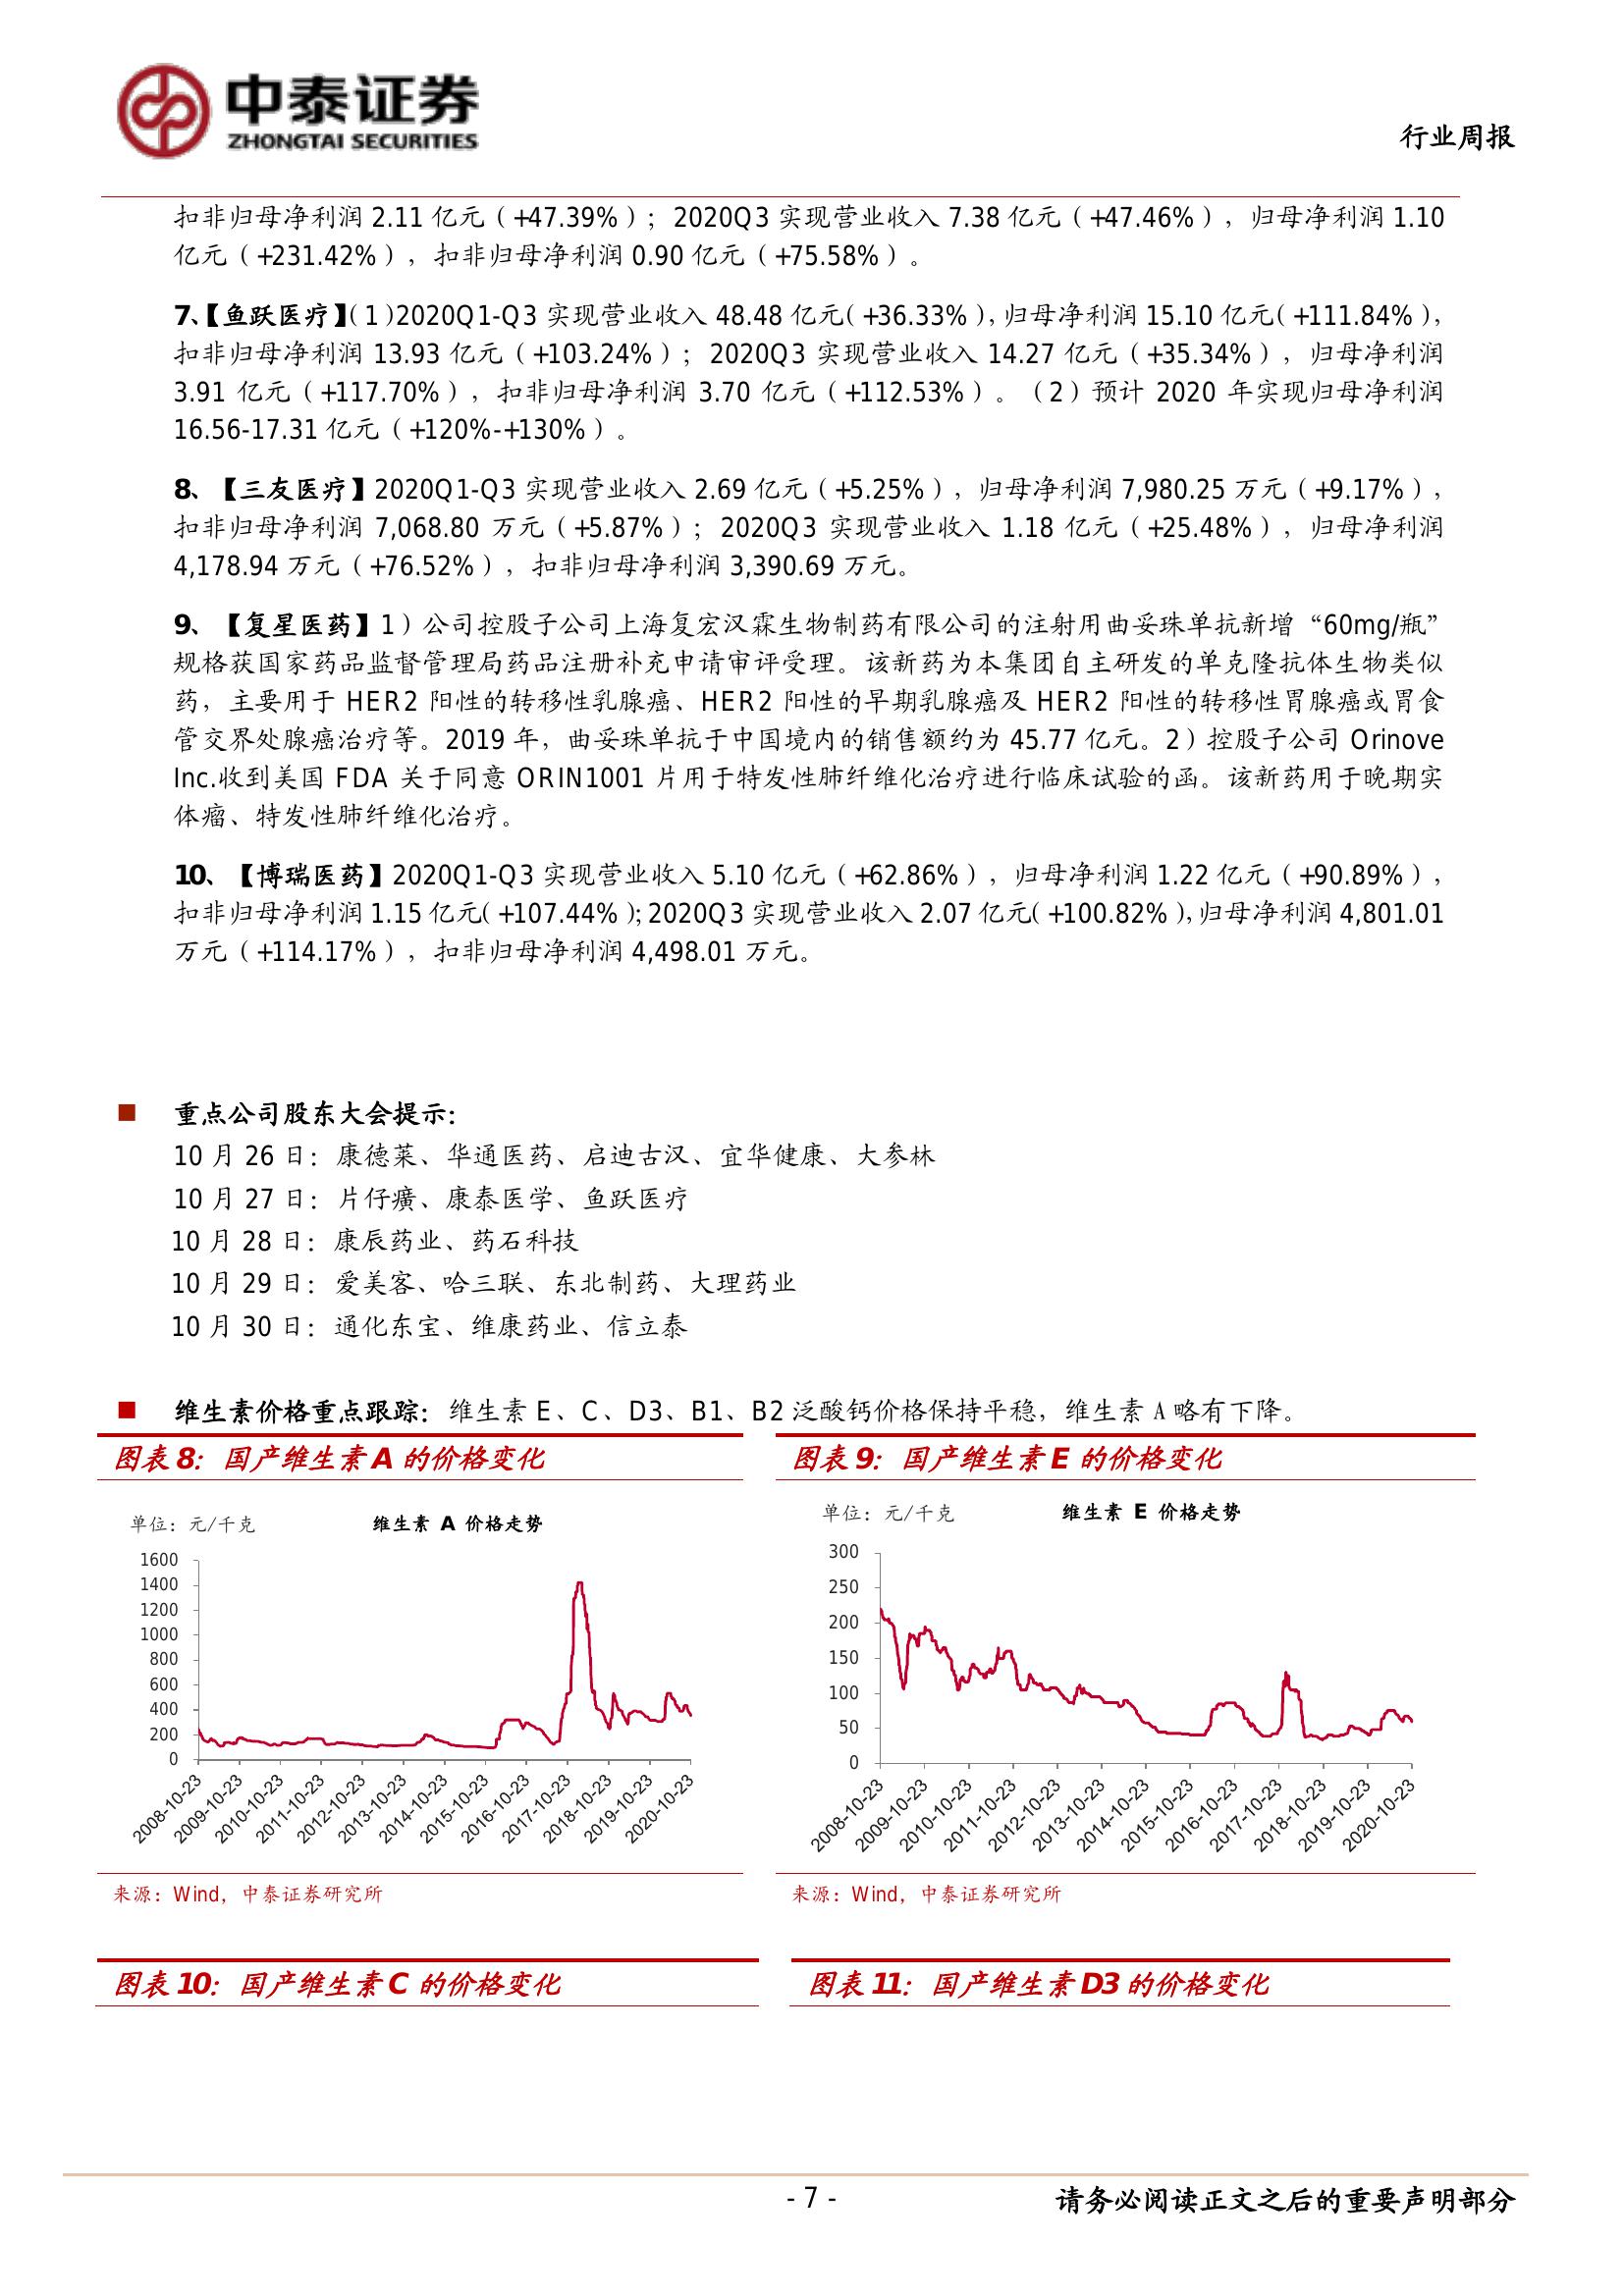 中泰证券
ZHONGTAI SECURITIES
行业周报
扣非归母净利润 2.11 亿元（+47.39%）；2020Q3 实现营业收入 7.38 亿元（+47.46%），归母净利润 1.10
亿元（+231.42%），扣非归母净利润 0.90 亿元（+75.58%）。
7、【鱼跃医疗】（1）2020Q1-Q3 实现营业收入 48.48 亿元（+36.33%），归母净利润 15.10 亿元（+111.84%），
扣非归母净利润 13.93 亿元（+103.24%）；2020Q3 实现营业收入 14.27 亿元（+35.34%），归母净利润
3.91 亿元（+117.70%），扣非归母净利润 3.70 亿元（+112.53%）。（2）预计 2020 年实现归母净利润
16.56-17.31 亿元（+120%-+130%）。
8、【三友医疗】2020Q1-Q3 实现营业收入 2.69 亿元（+5.25%），归母净利润 7,980.25 万元（+9.17%），
扣非归母净利润 7,068.80 万元（+5.87%）；2020Q3 实现营业收入 1.18 亿元（+25.48%），归母净利润
4,178.94 万元（+76.52%），扣非归母净利润 3,390.69 万元。
9、【复星医药】1）公司控股子公司上海复宏汉霖生物制药有限公司的注射用曲妥珠单抗新增“60mg/瓶”
规格获国家药品监督管理局药品注册补充申请审评受理。该新药为本集团自主研发的单克隆抗体生物类似
药，主要用于 HER2 阳性的转移性乳腺癌、HER2 阳性的早期乳腺癌及 HER2 阳性的转移性胃腺癌或胃食
管交界处腺癌治疗等。2019 年，曲妥珠单抗于中国境内的销售额约为 45.77 亿元。2）控股子公司 Orinove
Inc.收到美国 FDA 关于同意 ORIN1001 片用于特发性肺纤维化治疗进行临床试验的函。该新药用于晚期实
体瘤、特发性肺纤维化治疗。
10、【博瑞医药】2020Q1-Q3 实现营业收入 5.10 亿元（+62.86%），归母净利润 1.22 亿元（+90.89%），
扣非归母净利润 1.15 亿元（+107.44%）；2020Q3 实现营业收入 2.07 亿元（+100.82%），归母净利润 4,801.01
万元（+114.17%），扣非归母净利润 4,498.01 万元。
重点公司股东大会提示：
10 月 26 日：康德莱、华通医药、启迪古汉、宜华健康、大参林
10 月 27 日：片仔癀、康泰医学、鱼跃医疗
10 月 28 日：康辰药业、药石科技
10 月 29 日：爱美客、哈三联、东北制药、大理药业
10 月 30 日：通化东宝、维康药业、信立泰
维生素价格重点跟踪：维生素 E、C、D3、B1、B2 泛酸钙价格保持平稳，维生素 A 略有下降。
图表 8：国产维生素 A 的价格变化
单位：元/千克
维生素 A 价格走势
1600
1400
1200
1000
800
600
400
200
0
2008-10-23
2009-10-23
2010-10-23
2011-10-23
2012-10-23
2013-10-23
2014-10-23
2015-10-23
2016-10-23
2017-10-23
2018-10-23
2019-10-23
2020-10-23
来源：Wind，中泰证券研究所
图表 9：国产维生素 E 的价格变化
单位：元/千克
维生素 E 价格走势
300
250
200
150
100
50
0
2008-10-23
2009-10-23
2010-10-23
2011-10-23
2012-10-23
2013-10-23
2014-10-23
2015-10-23
2016-10-23
2017-10-23
2018-10-23
2019-10-23
2020-10-23
来源：Wind，中泰证券研究所
图表 10：国产维生素 C 的价格变化
图表 11：国产维生素 D3 的价格变化
- 7 -
请务必阅读正文之后的重要声明部分